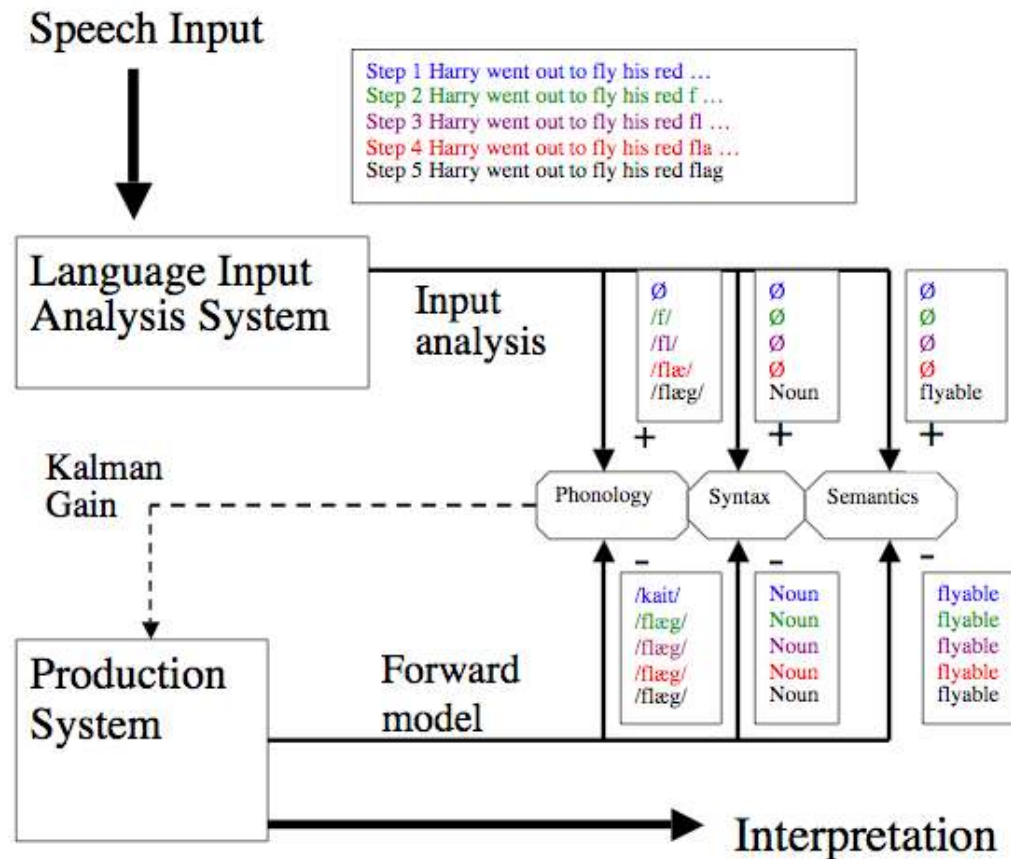 Speech Input
Step 1 Harry went out to fly his red …
Step 2 Harry went out to fly his red f …
Step 3 Harry went out to fly his red fl …
Step 4 Harry went out to fly his red fla …
Step 5 Harry went out to fly his red flag
Language Input
Analysis System
Input
analysis
Ø
/f/
/fl/
/flæ/
/flæg/
+
Ø
Ø
Ø
Ø
Noun
+
Ø
Ø
Ø
Ø
flyable
+
Kalman
Gain
Phonology
Syntax
Semantics
-
/kait/
/flæg/
/flæg/
/flæg/
/flæg/
-
Noun
Noun
Noun
Noun
Noun
-
flyable
flyable
flyable
flyable
flyable
Production
System
Forward
model
Interpretation